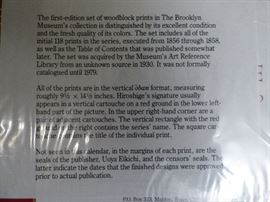 The first-edition set of woodblock prints in The Brooklyn
Museum's collection is distinguished by its excellent condition
and the fresh quality of its colors. The set includes all of the
initial 118 prints in the series, executed from 1856 through 1858,
as well as the Table of Contents that was published somewhat
later. The set was acquired by the Museum's Art Reference
Library from an unknown source in 1930. It was not formally
catalogued until 1979.
All of the prints are in the vertical ōban format, measuring
roughly 9½ × 14¼ inches. Hiroshige's signature usually
appears in a vertical cartouche on a red ground in the lower left-
hand part of the picture. In the upper right-hand corner are a
pair of adjacent cartouches. The vertical rectangle with the red
on the right contains the series' name. The square car-
the title of the individual print.
Not seen in this calendar, in the margins of each print, are the
seals of the publisher, Uoya Eikichi, and the censors' seals. The
latter indicate the dates that the finished designs were approved
prior to actual publication.
P.O. Box 313